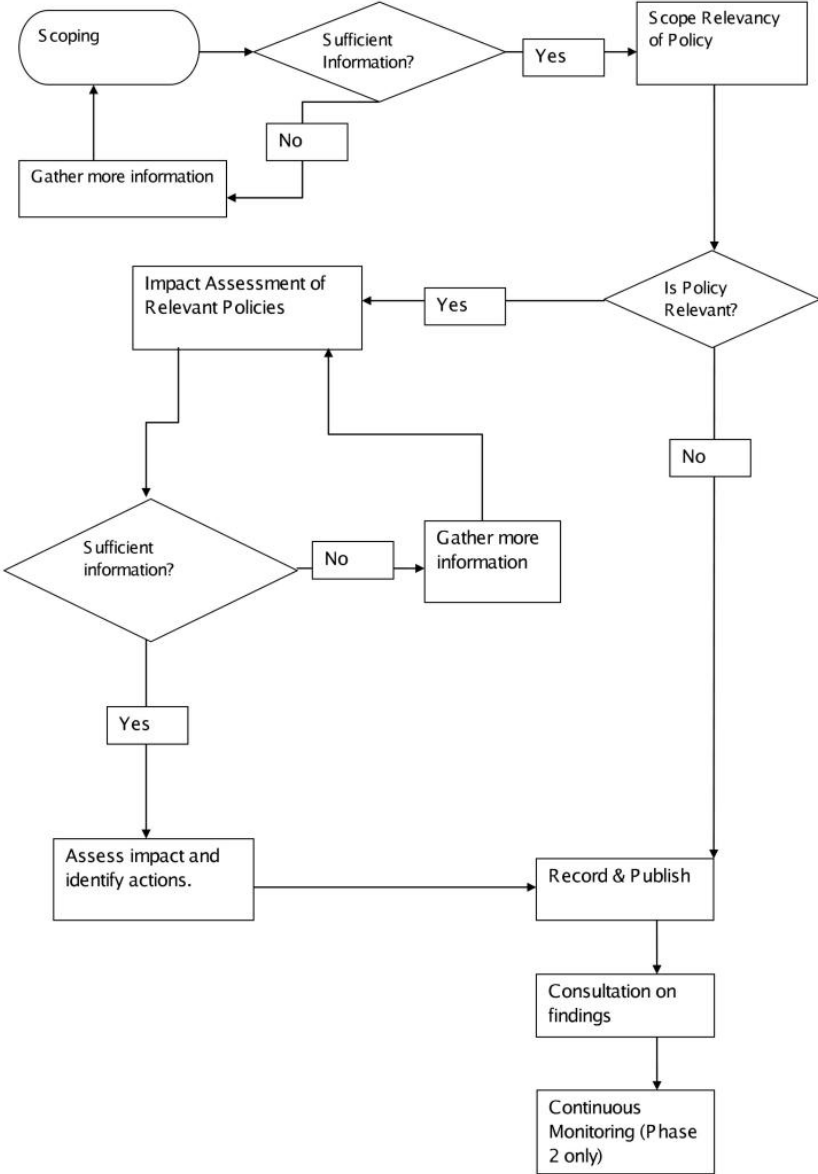 Scoping
Sufficient
Information?
Yes
Scope Relevancy
of Policy
No
Gather more information
Impact Assessment of
Relevant Policies
Yes
Is Policy
Relevant?
No
Sufficient
information?
No
Gather more
information
Yes
Assess impact and
identify actions.
Record & Publish
Consultation on
findings
Continuous
Monitoring (Phase
2 only)